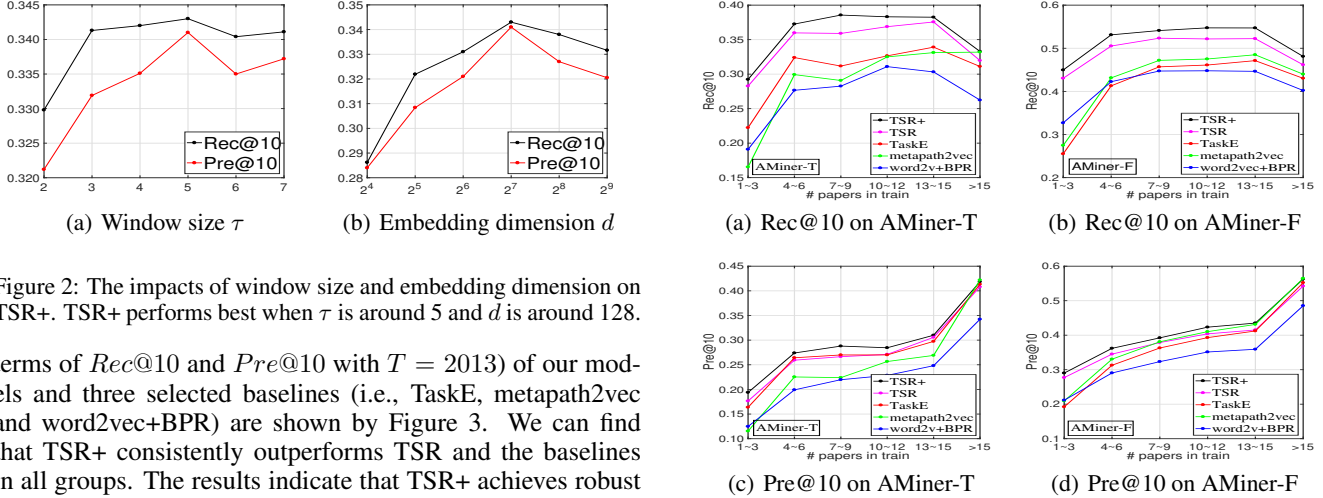 0.345
0.340
0.335
0.330
0.325
0.320
2 3 4 5 6 7
Rec@10
Pre@10
(a) Window size τ
0.35
0.34
0.33
0.32
0.31
0.30
0.29
0.28
2^4 2^5 2^6 2^7 2^8 2^9
Rec@10
Pre@10
(b) Embedding dimension d
Figure 2: The impacts of window size and embedding dimension on
TSR+. TSR+ performs best when τ is around 5 and d is around 128.
terms of Rec@10 and Pre@10 with T = 2013) of our mod-
els and three selected baselines (i.e., TaskE, metapath2vec
and word2vec+BPR) are shown by Figure 3. We can find
that TSR+ consistently outperforms TSR and the baselines
in all groups. The results indicate that TSR+ achieves robust
Rec@10
0.40
0.35
0.30
0.25
0.20
0.15
TSR+
TSR
TaskE
metapath2vec
word2v+BPR
AMiner-T
1~3 4~6 7~9 10~12 13~15 >15
# papers in train
(a) Rec@10 on AMiner-T
Rec@10
0.6
0.5
0.4
0.3
0.2
TSR+
TSR
TaskE
metapath2vec
word2v+BPR
AMiner-F
1~3 4~6 7~9 10~12 13~15 >15
# papers in train
(b) Rec@10 on AMiner-F
Pre@10
0.45
0.40
0.35
0.30
0.25
0.20
0.15
0.10
TSR+
TSR
TaskE
metapath2vec
word2v+BPR
AMiner-T
1~3 4~6 7~9 10~12 13~15 >15
# papers in train
(c) Pre@10 on AMiner-T
Pre@10
0.6
0.5
0.4
0.3
0.2
0.1
TSR+
TSR
TaskE
metapath2vec
word2v+BPR
AMiner-F
1~3 4~6 7~9 10~12 13~15 >15
# papers in train
(d) Pre@10 on AMiner-F